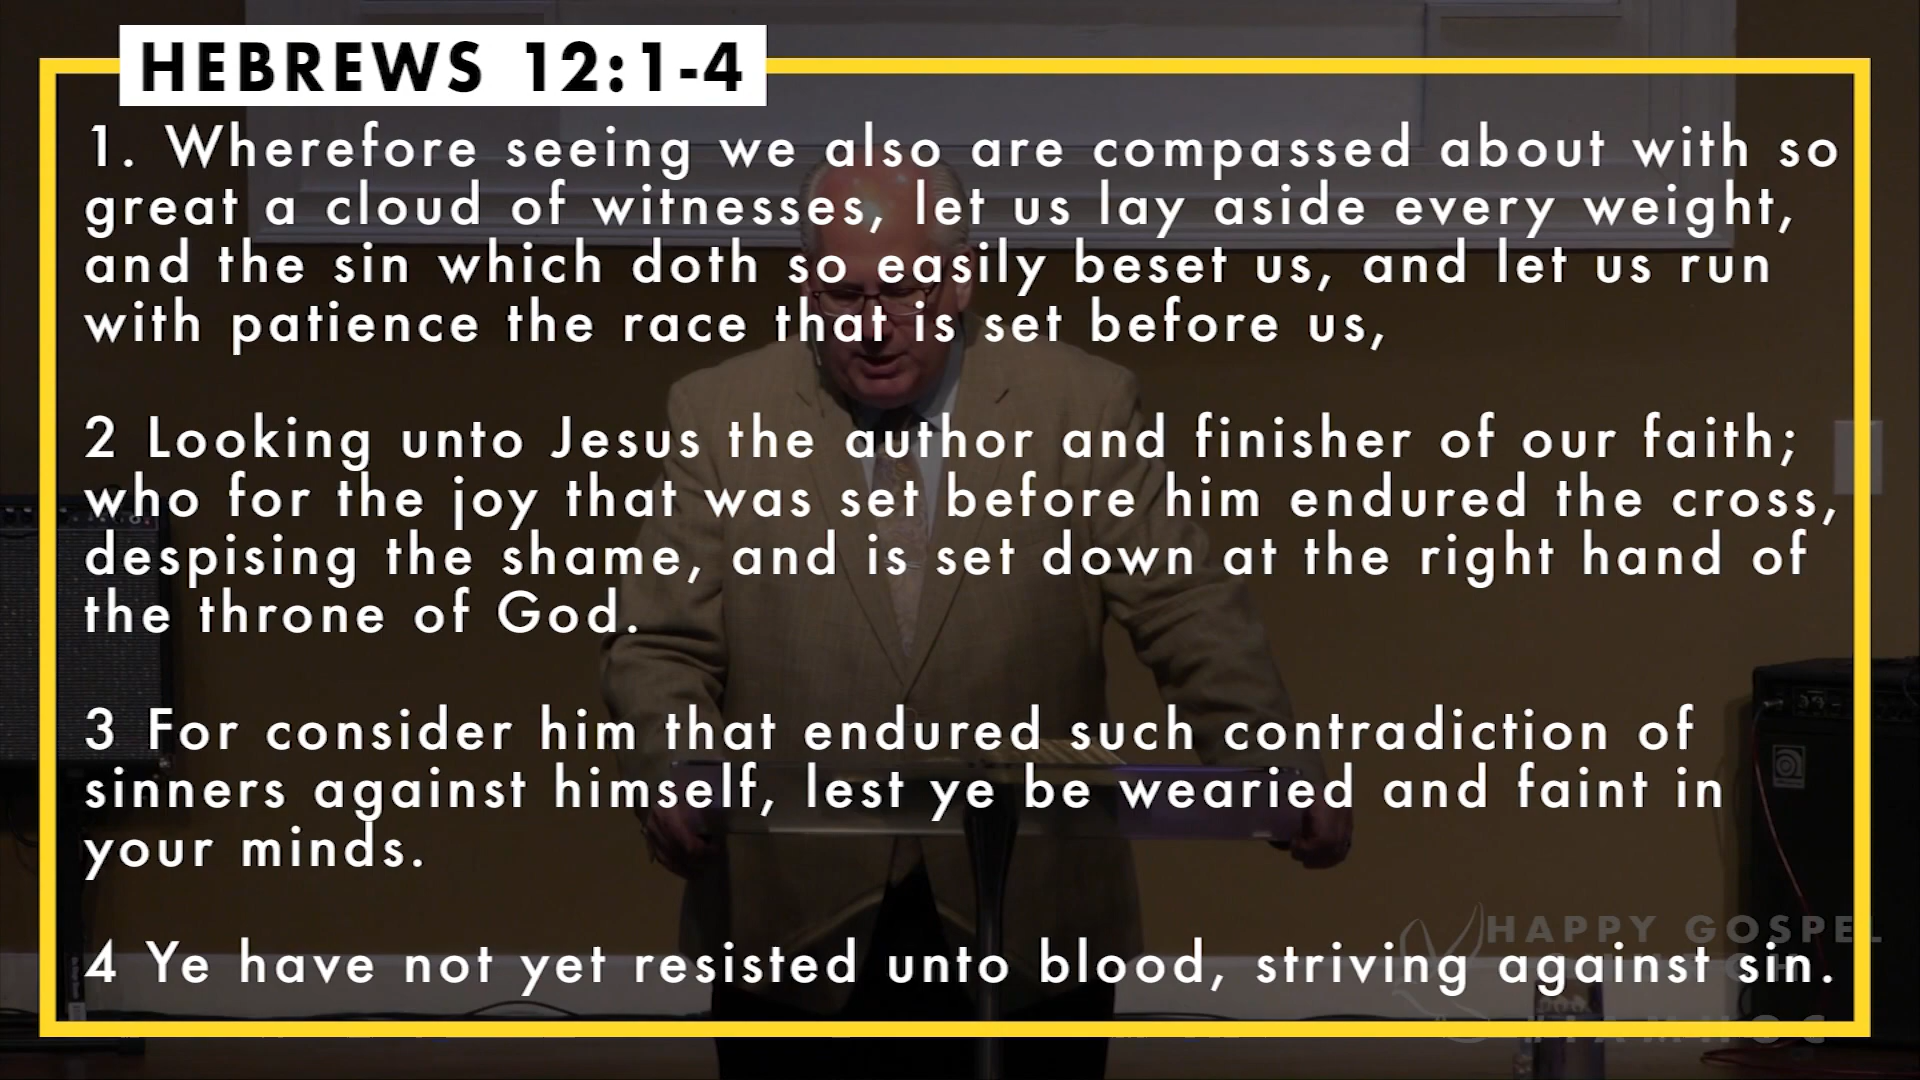 HEBREWS 12:1-4
1. Wherefore seeing we also are compassed about with so
great a cloud of witnesses, let us lay aside every weight,
and the sin which doth so easily beset us, and let us run
with patience the race that is set before us,
2 Looking unto Jesus the author and finisher of our faith;
who for the joy that was set before him endured the cross,
despising the shame, and is set down at the right hand of
the throne of God.
3 For consider him that endured such contradiction of
sinners against himself, lest ye be wearied and faint in
your minds.
4 Ye have not yet resisted unto blood, striving against sin.
HAPPY GOSPEL